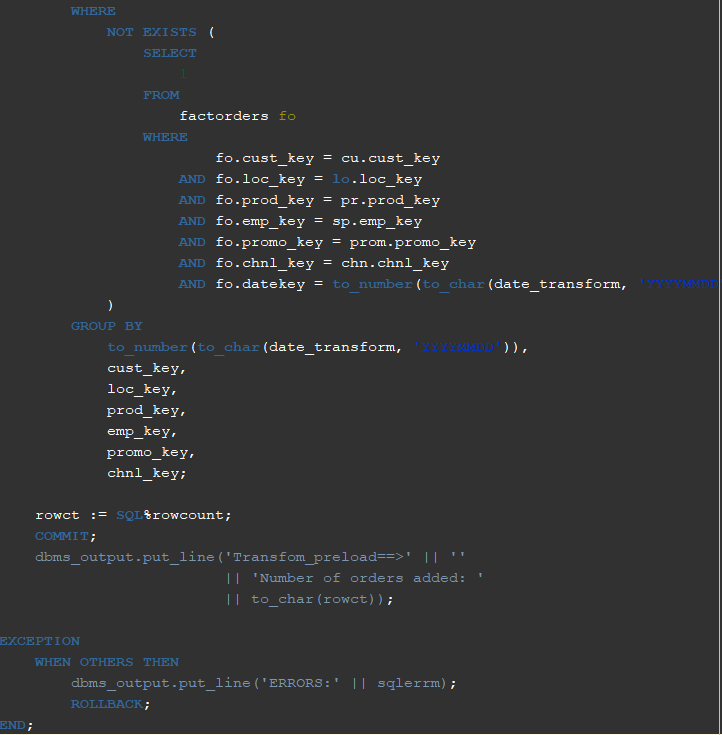 WHERE
NOT EXISTS (
SELECT
1
FROM
factorders fo
WHERE
fo.cust_key = cu.cust_key
AND fo.loc_key = lo.loc_key
AND fo.prod_key = pr.prod_key
AND fo.emp_key = sp.emp_key
AND fo.promo_key = prom.promo_key
AND fo.chnl_key = chn.chnl_key
AND fo.datekey = to_number(to_char(date_transform, 'YYYYMMDD
)
GROUP BY
to_number(to_char(date_transform, 'YYYYMMDD')),
cust_key,
loc_key,
prod_key,
emp_key,
promo_key,
chnl_key;
rowct := SQL%rowcount;
COMMIT;
dbms_output.put_line('Transfom_preload==>' || ''
|| 'Number of orders added: '
|| to_char(rowct));
EXCEPTION
WHEN OTHERS THEN
dbms_output.put_line('ERRORS:' || sqlerrm);
ROLLBACK;
END;